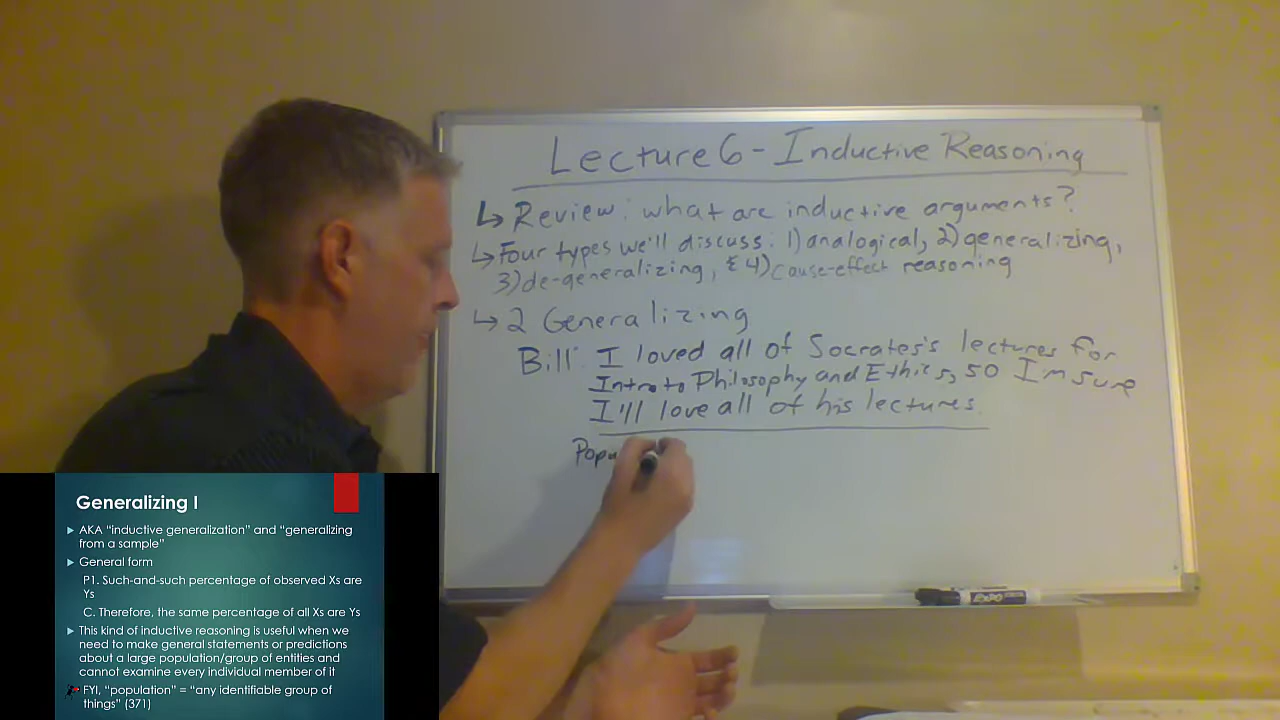 Lecture 6 - Inductive Reasoning
↳ Review: what are inductive arguments?
↳ Four types we'll discuss: 1) analogical, 2) generalizing,
3) de-generalizing, & 4) cause-effect reasoning
↳ 2 Generalizing
Bill: I loved all of Socrates's lectures for
Intro to Philosophy and Ethics, so I'm sure
I'll love all of his lectures.
Popu
EXPO
Generalizing I
AKA “inductive generalization” and “generalizing
from a sample”
General form
P1. Such-and-such percentage of observed Xs are
Ys
C. Therefore, the same percentage of all Xs are Ys
This kind of inductive reasoning is useful when we
need to make general statements or predictions
about a large population/group of entities and
cannot examine every individual member of it
FYI, “population” = “any identifiable group of
things” (371)